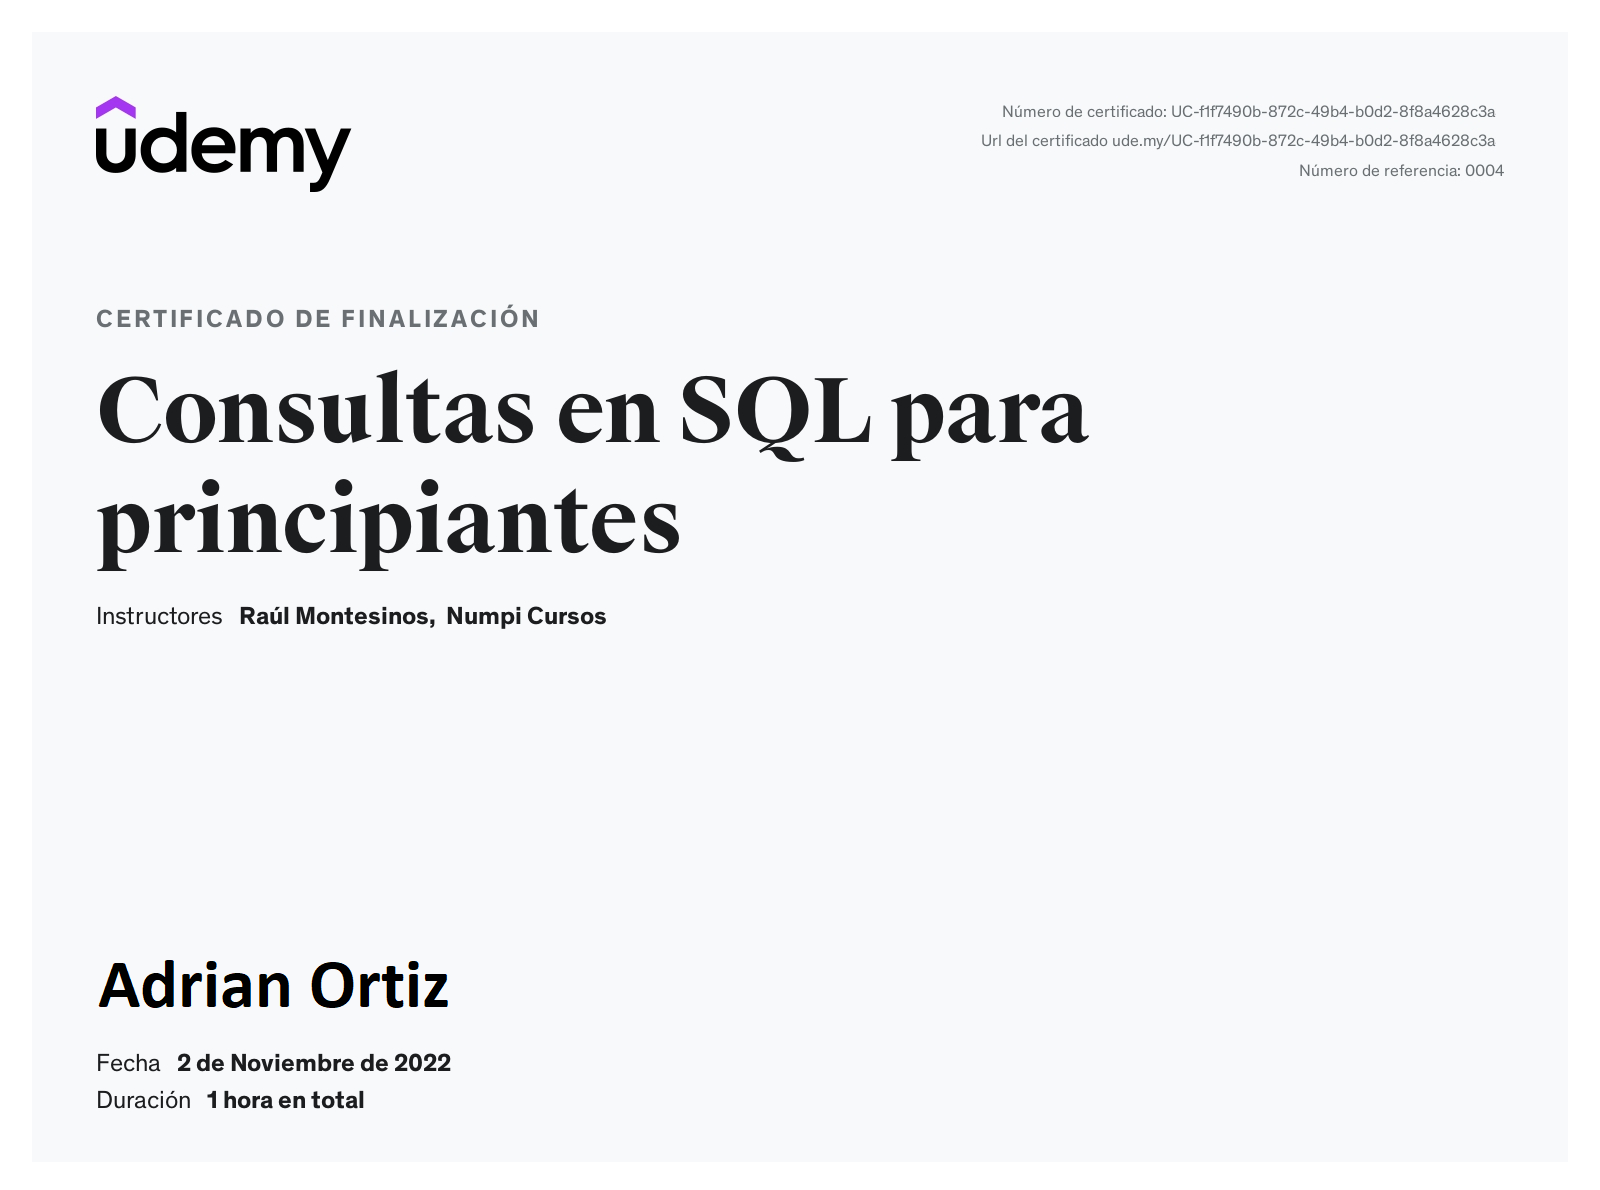 udemy
Número de certificado: UC-f1f7490b-872c-49b4-b0d2-8f8a4628c3a
Url del certificado ude.my/UC-f1f7490b-872c-49b4-b0d2-8f8a4628c3a
Número de referencia: 0004
CERTIFICADO DE FINALIZACIÓN
Consultas en SQL para
principiantes
Instructores Raúl Montesinos, Numpi Cursos
Adrian Ortiz
Fecha 2 de Noviembre de 2022
Duración 1 hora en total